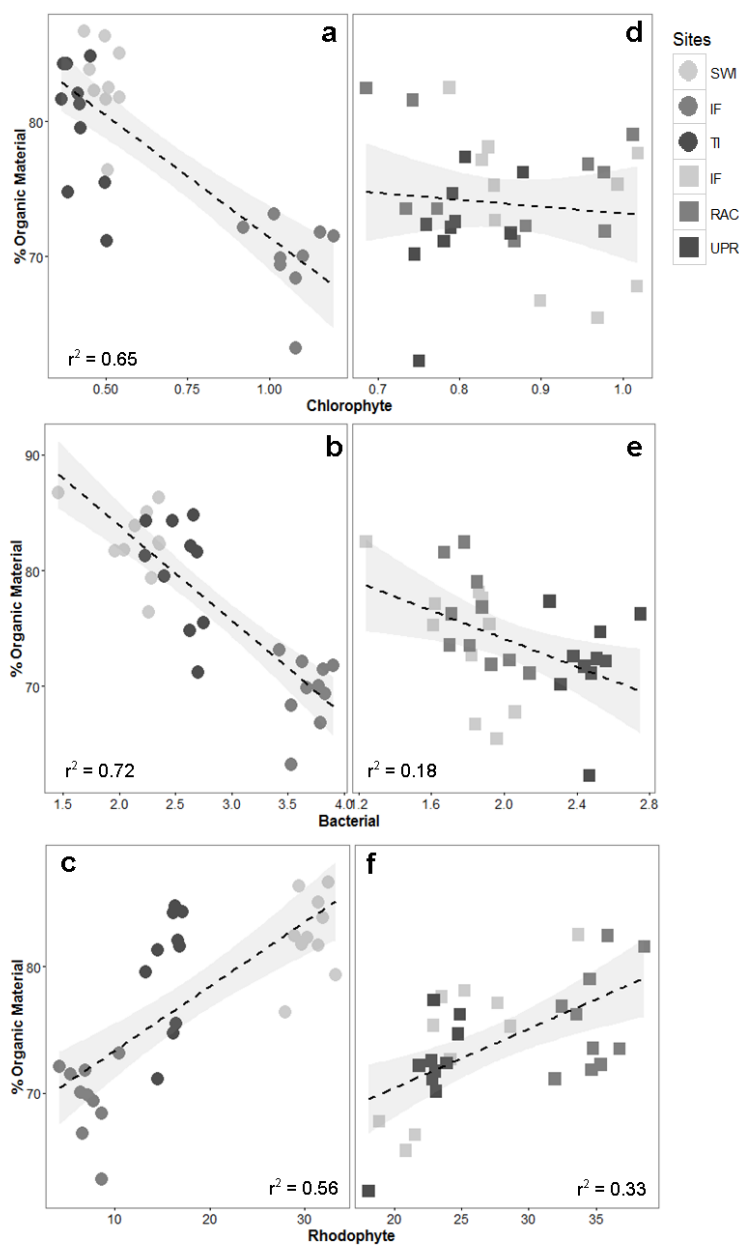 a
d
Sites
SWI
IF
TI
IF
RAC
UPR
% Organic Material
80
70
r² = 0.65
0.50
0.75
1.00
0.7
0.8
0.9
1.0
Chlorophyte
b
e
% Organic Material
90
80
70
r² = 0.72
r² = 0.18
1.5
2.0
2.5
3.0
3.5
4.0
1.2
1.6
2.0
2.4
2.8
Bacterial
c
f
% Organic Material
80
70
r² = 0.56
r² = 0.33
10
20
30
20
25
30
35
Rhodophyte